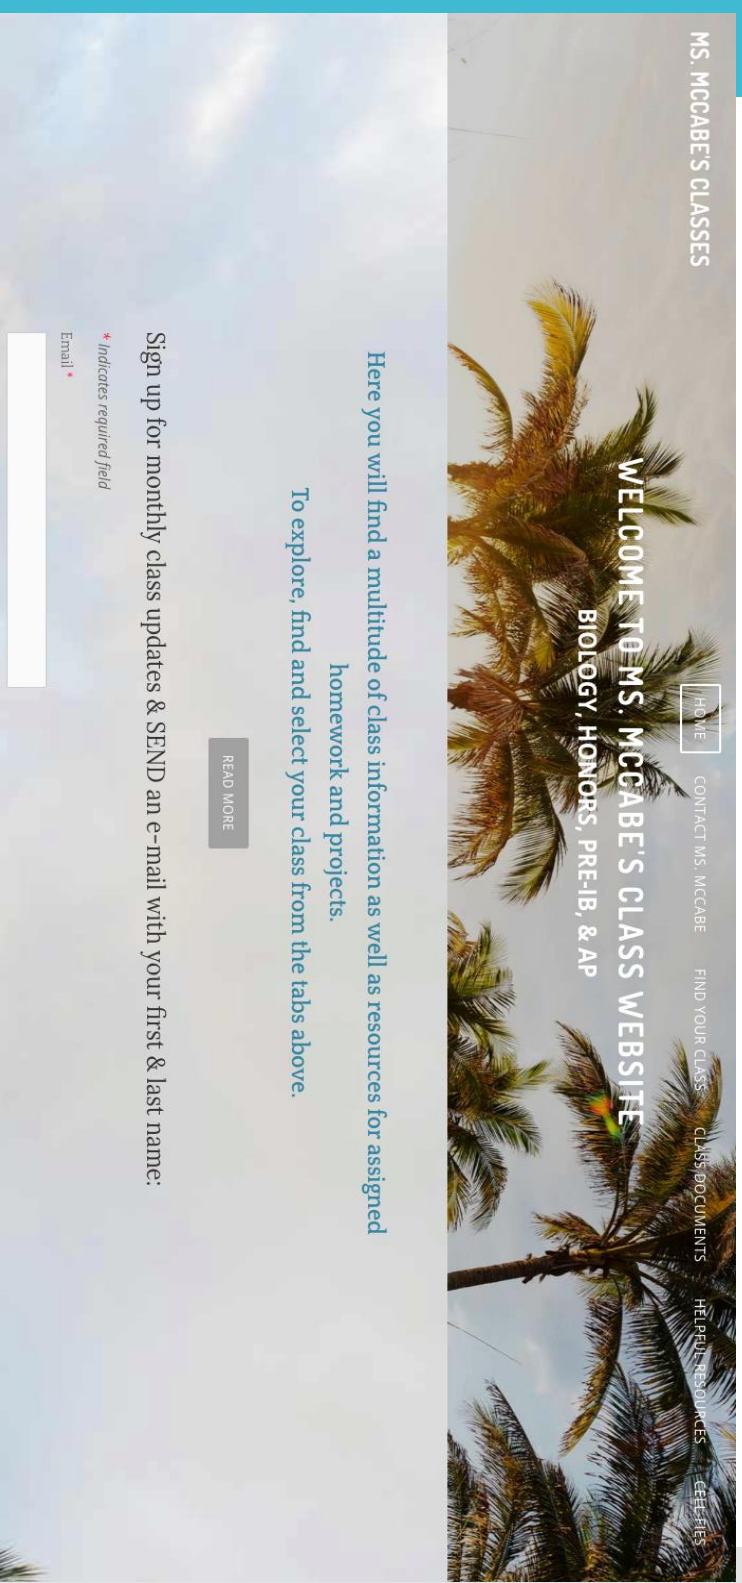 MS. MCCABE'S CLASSES
HOME
CONTACT MS. MCCABE
FIND YOUR CLASS
CLASS DOCUMENTS
HELPFUL RESOURCES
CELL-FIES
WELCOME TO MS. MCCABE'S CLASS WEBSITE
BIOLOGY, HONORS, PRE-IB, & AP
Here you will find a multitude of class information as well as resources for assigned
homework and projects.
To explore, find and select your class from the tabs above.
READ MORE
Sign up for monthly class updates & SEND an e-mail with your first & last name:
* Indicates required field
Email *